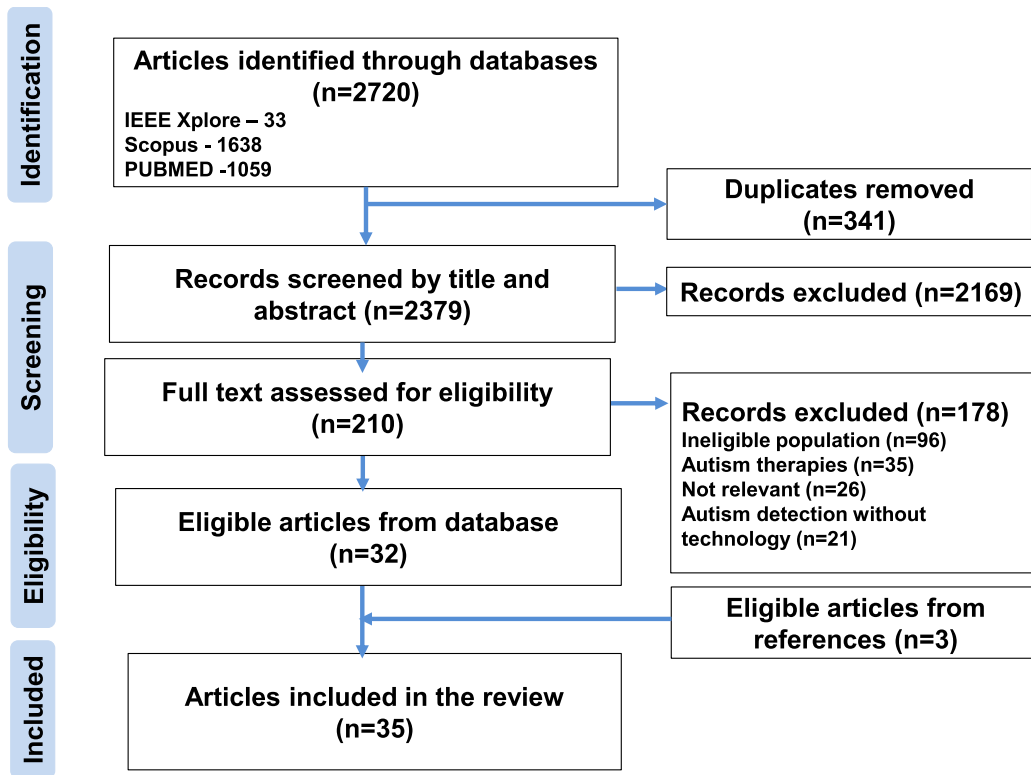 Identification
Articles identified through databases
(n=2720)
IEEE Xplore – 33
Scopus - 1638
PUBMED -1059
Duplicates removed
(n=341)
Screening
Records screened by title and
abstract (n=2379)
Records excluded (n=2169)
Full text assessed for eligibility
(n=210)
Records excluded (n=178)
Ineligible population (n=96)
Autism therapies (n=35)
Not relevant (n=26)
Autism detection without
technology (n=21)
Eligibility
Eligible articles from database
(n=32)
Eligible articles from
references (n=3)
Included
Articles included in the review
(n=35)